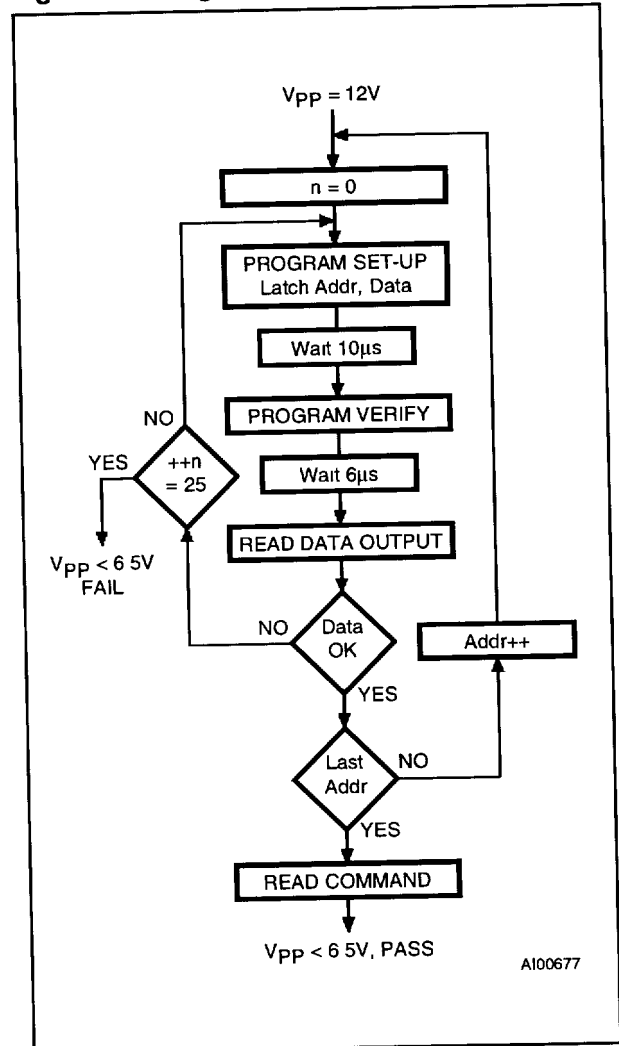 VPP = 12V
n = 0
PROGRAM SET-UP
Latch Addr, Data
Wait 10µs
NO
PROGRAM VERIFY
YES
++n
= 25
Wait 6µs
VPP < 6 5V
FAIL
READ DATA OUTPUT
NO
Data
OK
Addr++
YES
Last
Addr
NO
YES
READ COMMAND
VPP < 6 5V, PASS
AI00677